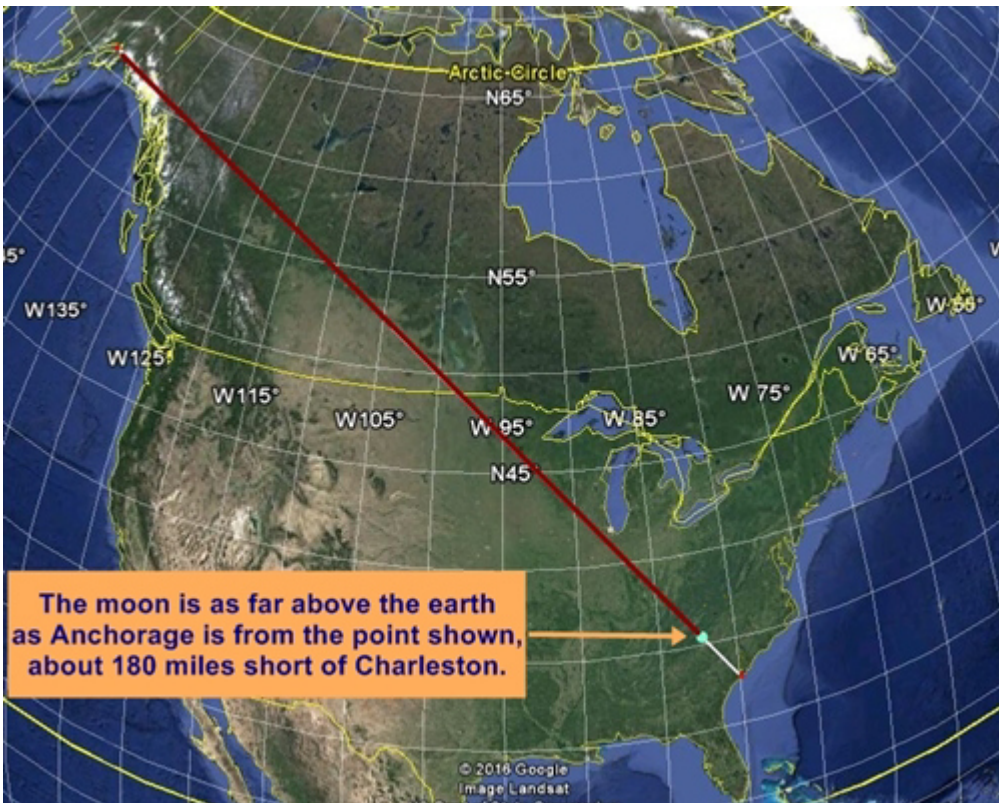 Arctic Circle
N65°
N55°
5°
W135°
W 55°
W125°
W 65°
W115°
W 75°
W105°
W 95°
W 85°
N45°
The moon is as far above the earth
as Anchorage is from the point shown,
about 180 miles short of Charleston.
© 2016 Google
Image Landsat